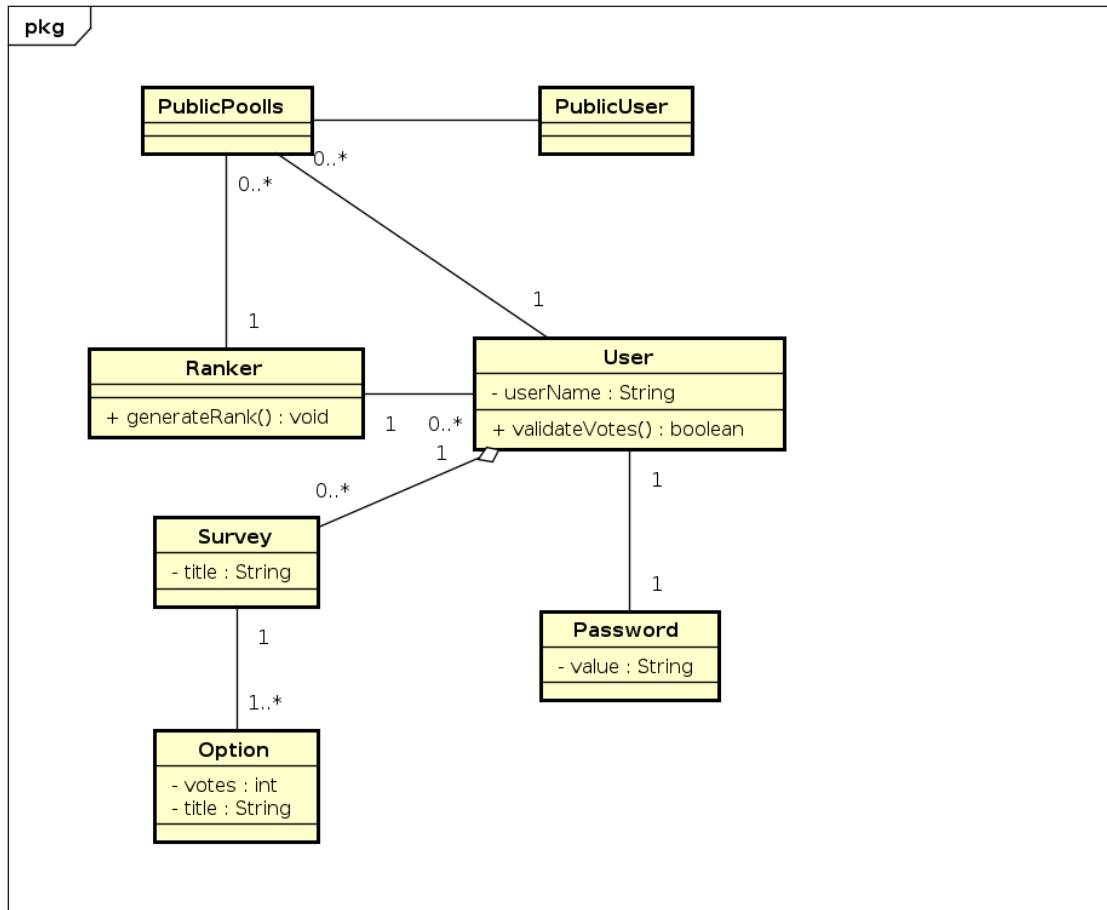 pkg
PublicPoolls
PublicUser
0..*
0..*
1
1
Ranker
+ generateRank() : void
User
- userName : String
+ validateVotes() : boolean
1
0..*
1
0..*
1
Survey
- title : String
1
Password
- value : String
1
1..*
Option
- votes : int
- title : String